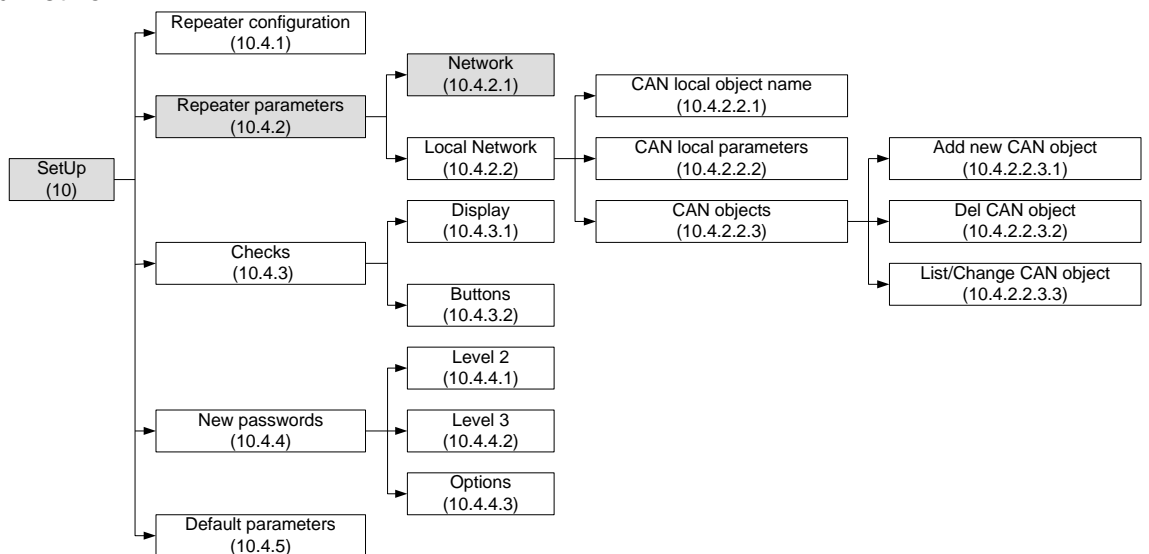 Repeater configuration
(10.4.1)
Network
(10.4.2.1)
CAN local object name
(10.4.2.2.1)
Repeater parameters
(10.4.2)
Local Network
(10.4.2.2)
CAN local parameters
(10.4.2.2.2)
Add new CAN object
(10.4.2.2.3.1)
SetUp
(10)
Display
(10.4.3.1)
CAN objects
(10.4.2.2.3)
Del CAN object
(10.4.2.2.3.2)
Checks
(10.4.3)
List/Change CAN object
(10.4.2.2.3.3)
Buttons
(10.4.3.2)
Level 2
(10.4.4.1)
New passwords
(10.4.4)
Level 3
(10.4.4.2)
Options
(10.4.4.3)
Default parameters
(10.4.5)